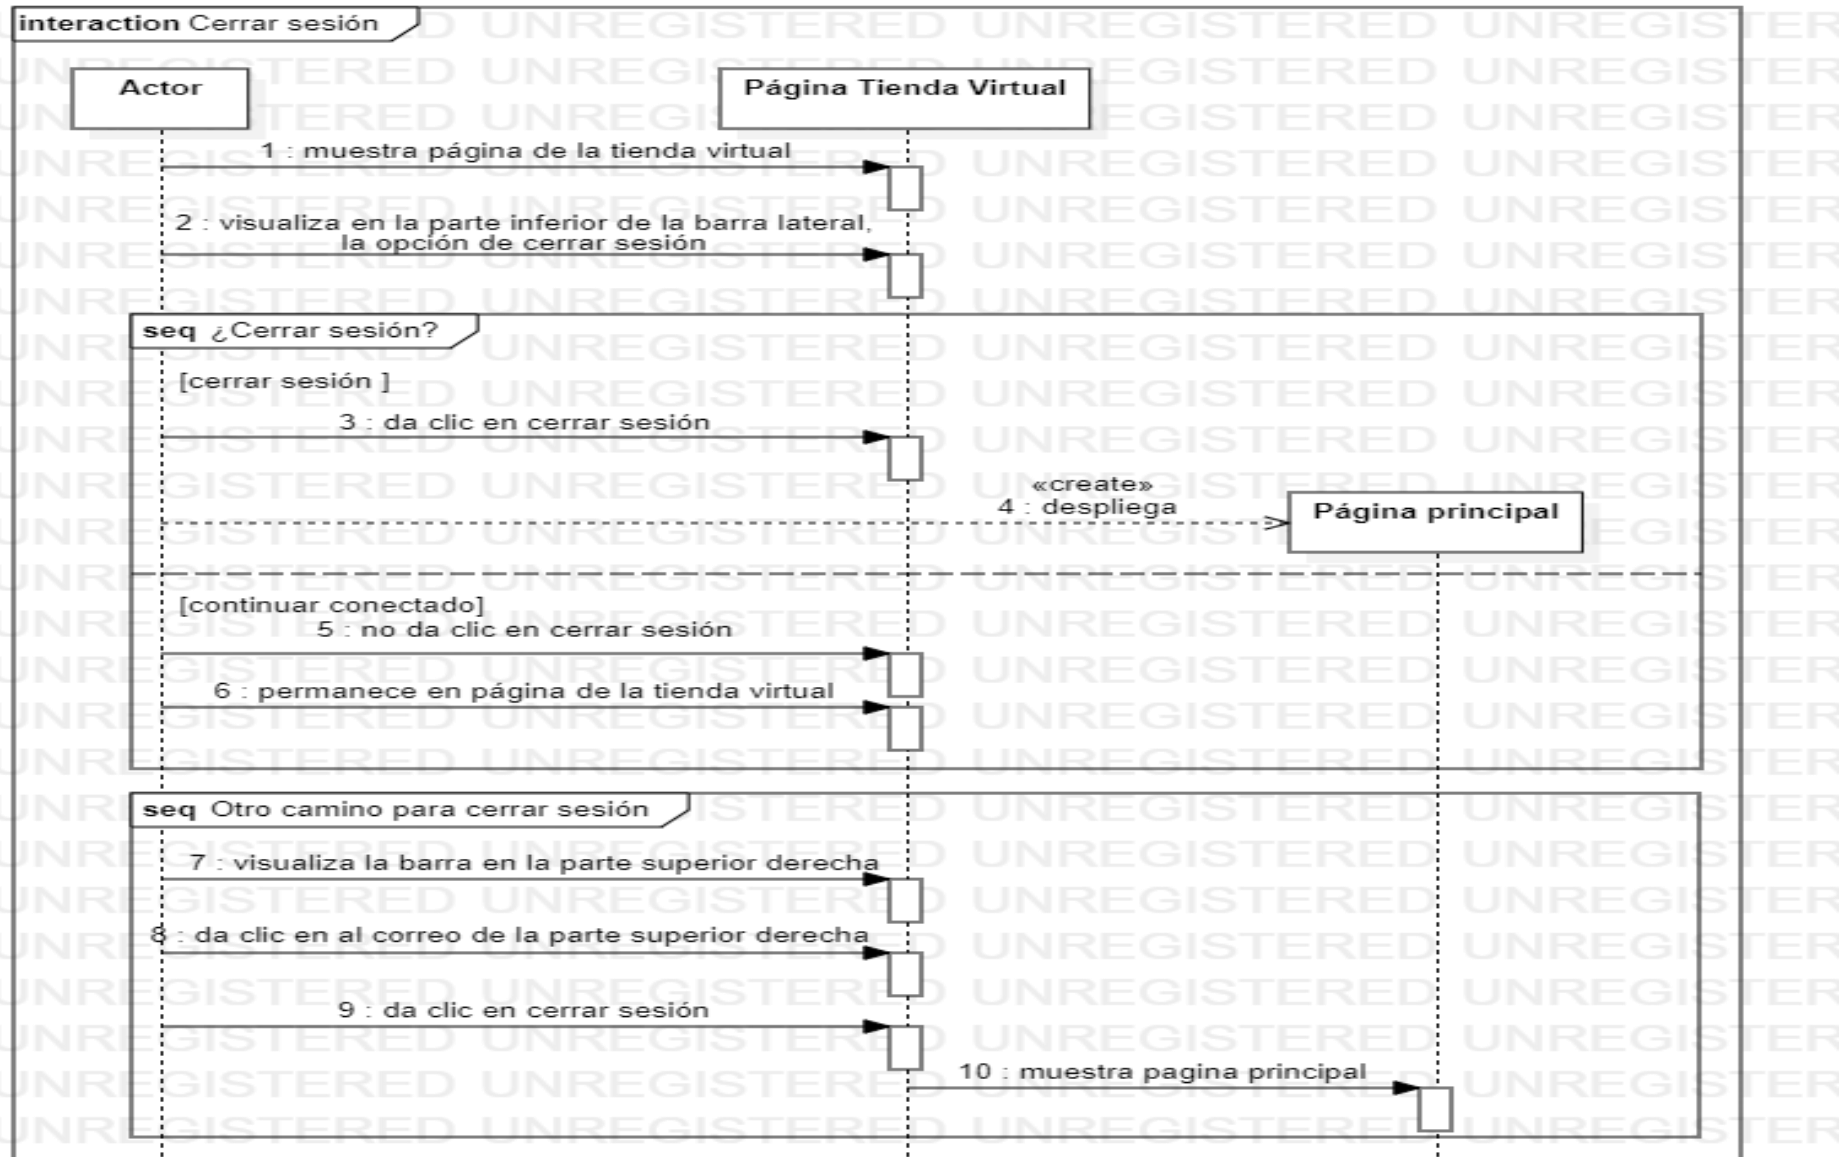 interaction Cerrar sesión
Actor
Página Tienda Virtual
1 : muestra página de la tienda virtual
2 : visualiza en la parte inferior de la barra lateral,
la opción de cerrar sesión
seq ¿Cerrar sesión?
[cerrar sesión ]
3 : da clic en cerrar sesión
«create»
4 : despliega
Página principal
[continuar conectado]
5 : no da clic en cerrar sesión
6 : permanece en página de la tienda virtual
seq Otro camino para cerrar sesión
7 : visualiza la barra en la parte superior derecha
8 : da clic en al correo de la parte superior derecha
9 : da clic en cerrar sesión
10 : muestra pagina principal
UNREGISTERED